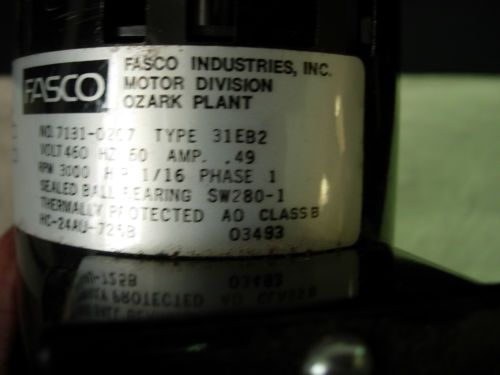 FASCO
FASCO INDUSTRIES, INC.
MOTOR DIVISION
OZARK PLANT
NO. 7131-0207 TYPE 31EB2
VOLT 460 HZ 60 AMP. .49
RPM 3000 H.P. 1/16 PHASE 1
SEALED BALL BEARING SW280-1
THERMALLY PROTECTED AO CLASS B
HC-24AU-725B 03493